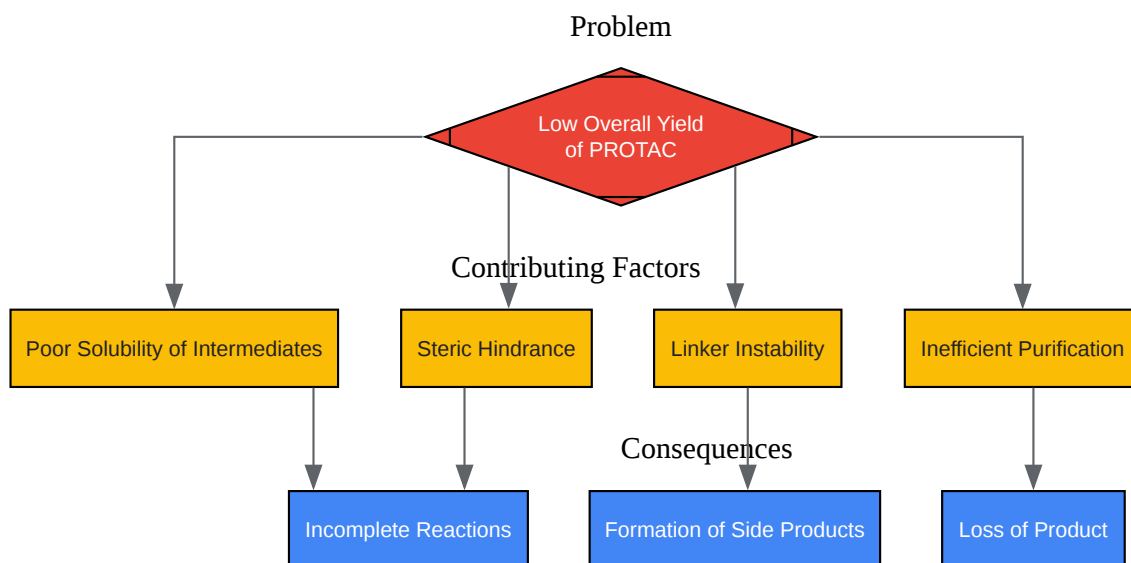 Problem
Low Overall Yield
of PROTAC
Contributing Factors
Poor Solubility of Intermediates
Steric Hindrance
Linker Instability
Inefficient Purification
Consequences
Incomplete Reactions
Formation of Side Products
Loss of Product